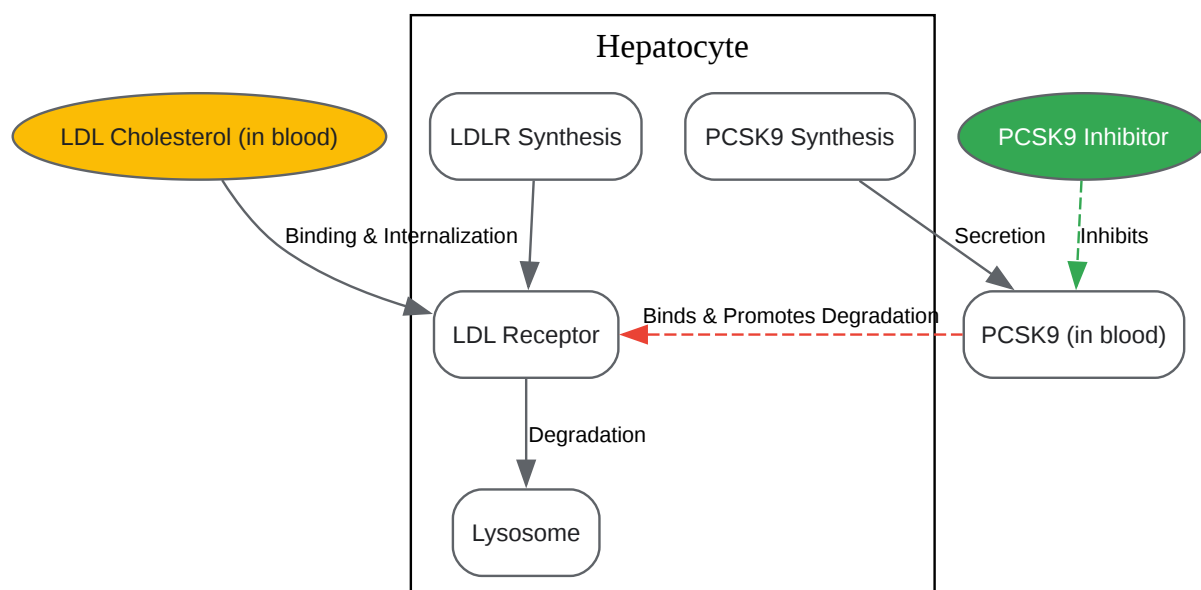 Hepatocyte
LDL Cholesterol (in blood)
LDLR Synthesis
PCSK9 Synthesis
PCSK9 Inhibitor
Binding & Internalization
Secretion
Inhibits
LDL Receptor
Binds & Promotes Degradation
PCSK9 (in blood)
Degradation
Lysosome